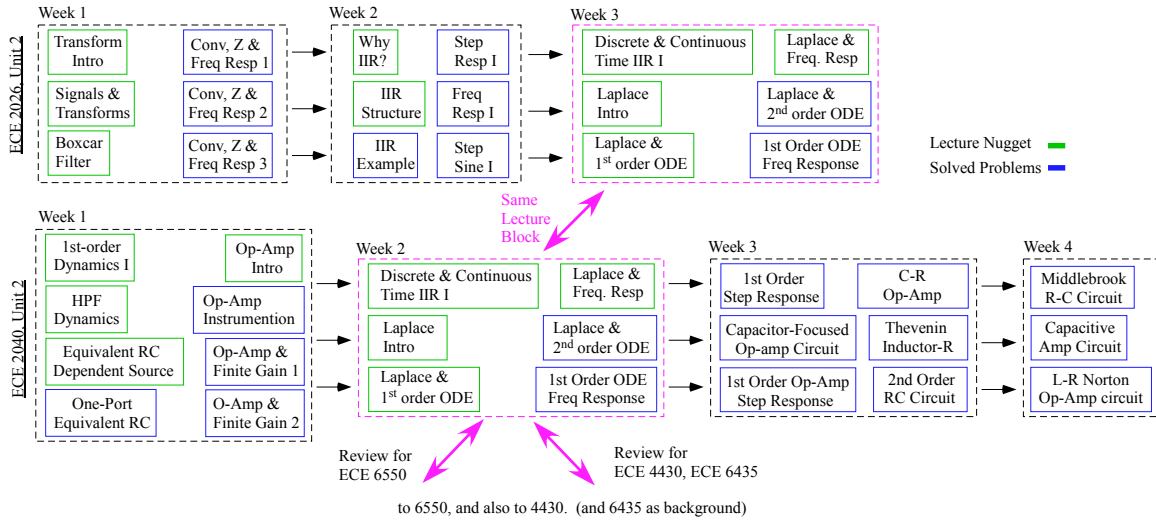 Week 1
Week 2
Week 3
ECE 2026, Unit 2
Transform
Intro
Conv, Z &
Freq Resp 1
Signals &
Transforms
Conv, Z &
Freq Resp 2
Boxcar
Filter
Conv, Z &
Freq Resp 3
Why
IIR?
Step
Resp I
IIR
Structure
Freq
Resp I
IIR
Example
Step
Sine I
Discrete & Continuous
Time IIR I
Laplace &
Freq. Resp
Laplace
Intro
Laplace &
2nd order ODE
Laplace &
1st order ODE
1st Order ODE
Freq Response
Lecture Nugget
Solved Problems
Same
Lecture
Block
ECE 2040, Unit 2
Week 1
1st-order
Dynamics I
Op-Amp
Intro
HPF
Dynamics
Op-Amp
Instrumention
Equivalent RC
Dependent Source
Op-Amp &
Finite Gain 1
One-Port
Equivalent RC
O-Amp &
Finite Gain 2
Week 2
Discrete & Continuous
Time IIR I
Laplace &
Freq. Resp
Laplace
Intro
Laplace &
2nd order ODE
Laplace &
1st order ODE
1st Order ODE
Freq Response
Week 3
1st Order
Step Response
C-R
Op-Amp
Capacitor-Focused
Op-amp Circuit
Thevenin
Inductor-R
1st Order Op-Amp
Step Response
2nd Order
RC Circuit
Week 4
Middlebrook
R-C Circuit
Capacitive
Amp Circuit
L-R Norton
Op-Amp circuit
Review for
ECE 6550
Review for
ECE 4430, ECE 6435
to 6550, and also to 4430. (and 6435 as background)